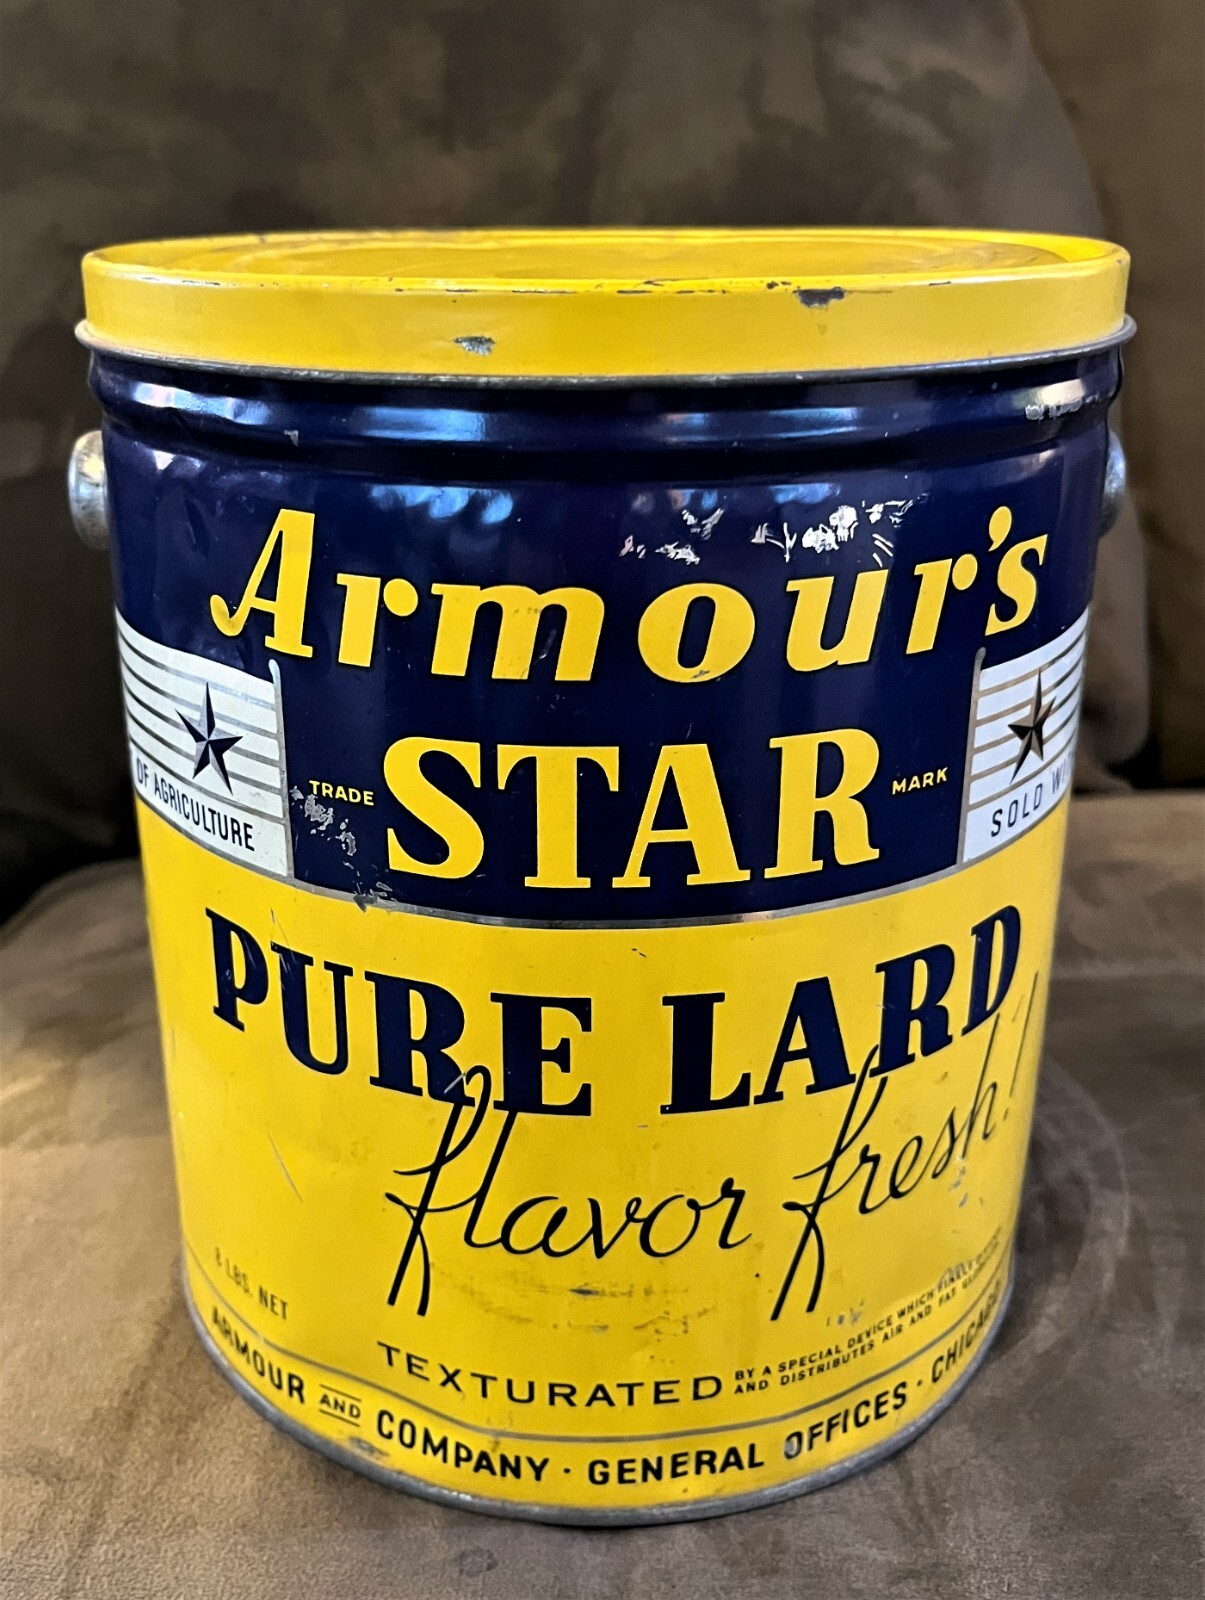 Armour's
TRADE STAR MARK
OF AGRICULTURE
SOLD
PURE LARD
flavor fresh!
8 LBS. NET
TEXTURATED BY A SPECIAL DEVICE WHICH
AND DISTRIBUTES AIR AND FAT
ARMOUR AND COMPANY · GENERAL OFFICES · CHICAGO